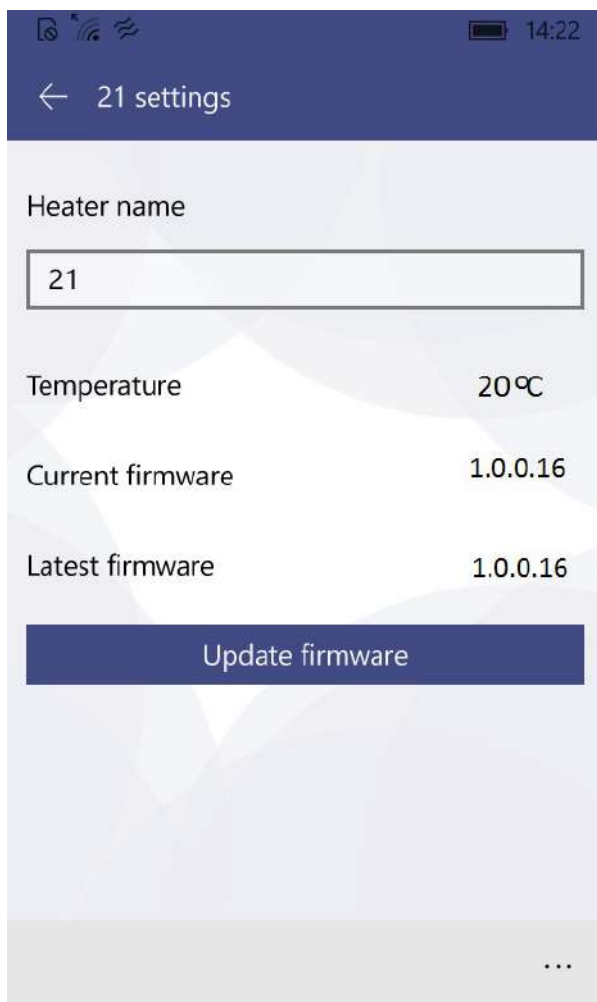 14:22
21 settings
Heater name
21
Temperature 20°C
Current firmware 1.0.0.16
Latest firmware 1.0.0.16
Update firmware
...